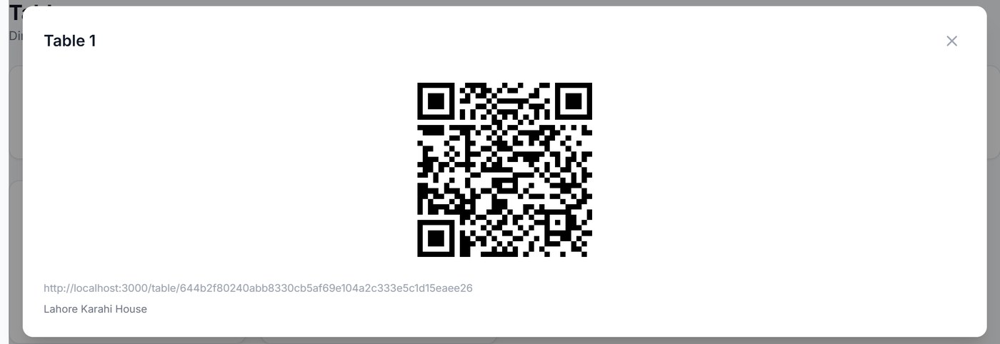 Table 1
http://localhost:3000/table/644b2f80240abb8330cb5af69e104a2c333e5c1d15eaee26
Lahore Karahi House